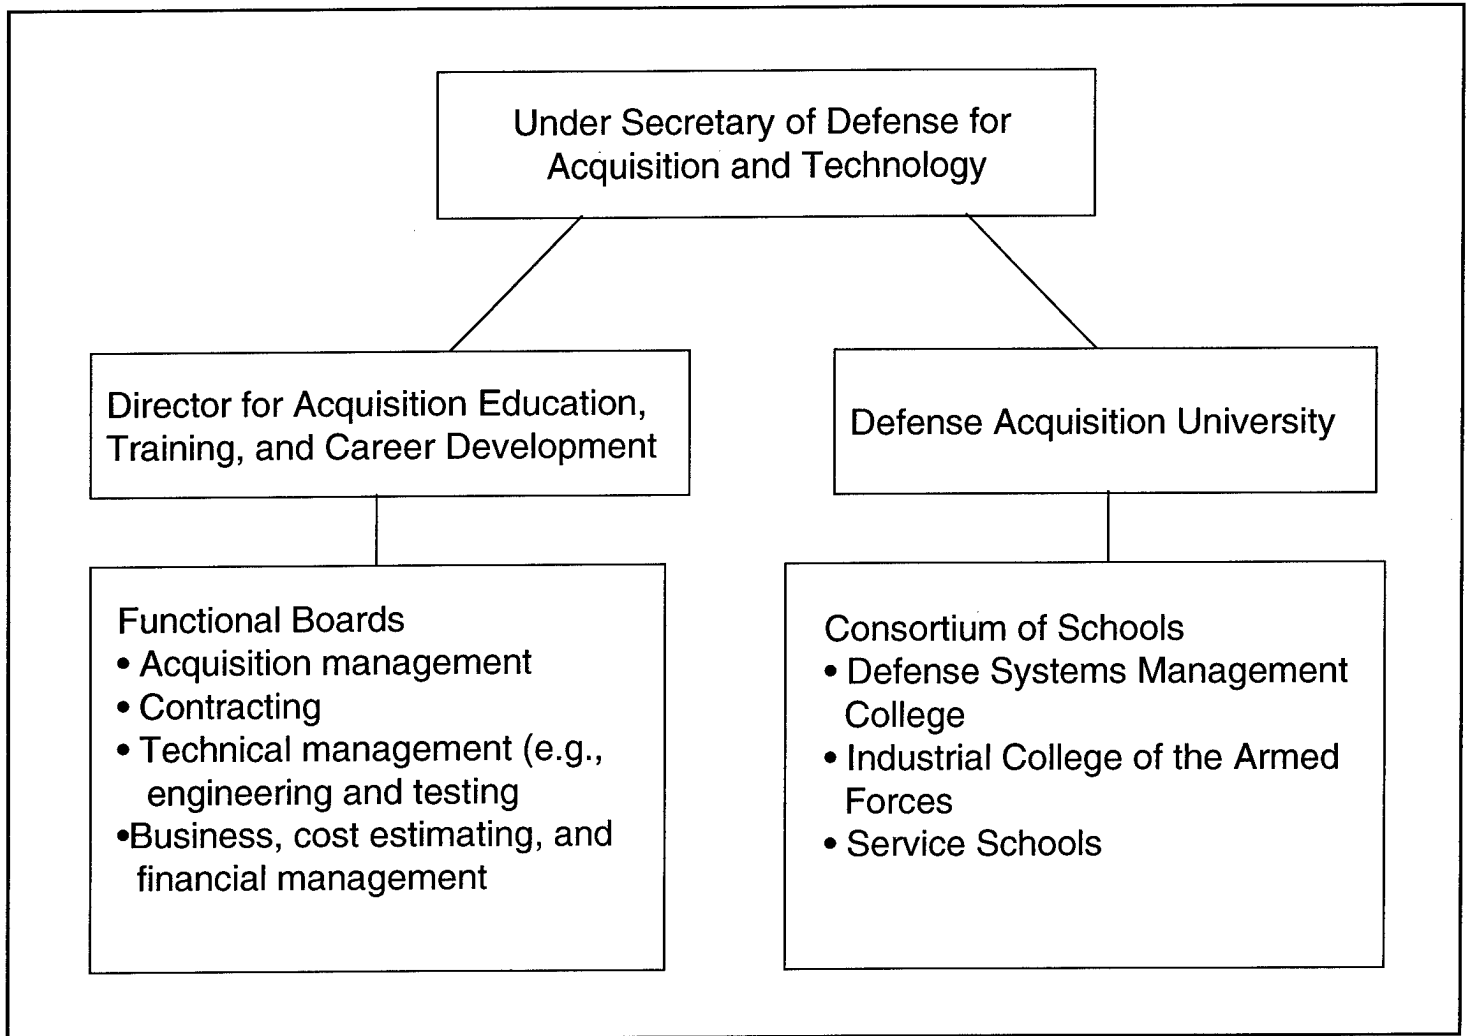 Under Secretary of Defense for
Acquisition and Technology
Director for Acquisition Education,
Training, and Career Development
Defense Acquisition University
Functional Boards
• Acquisition management
• Contracting
• Technical management (e.g.,
engineering and testing
•Business, cost estimating, and
financial management
Consortium of Schools
• Defense Systems Management
College
• Industrial College of the Armed
Forces
• Service Schools